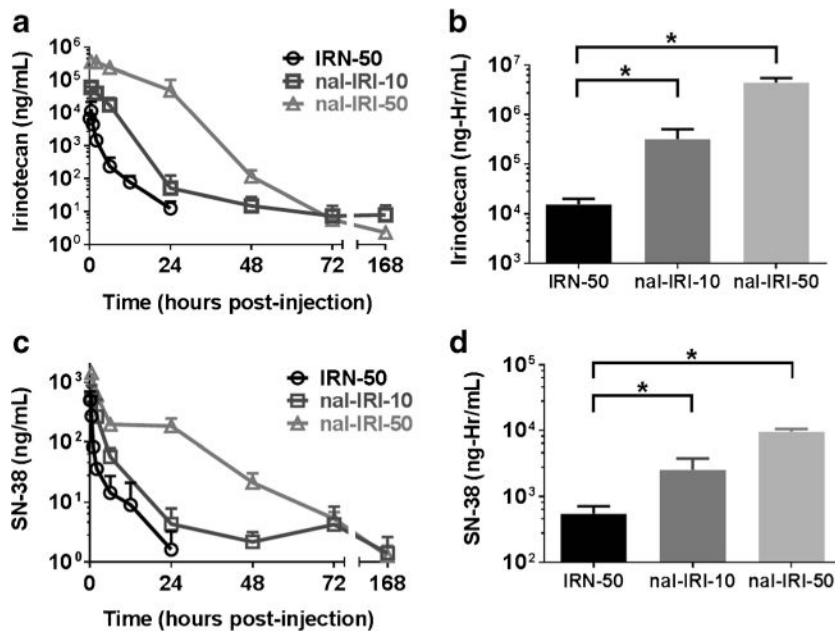 a
Irinotecan (ng/mL)
10⁶
10⁵
10⁴
10³
10²
10¹
10⁰
IRN-50
nal-IRI-10
nal-IRI-50
0 24 48 72 168
Time (hours post-injection)
b
Irinotecan (ng-Hr/mL)
10⁷
10⁶
10⁵
10⁴
10³
*
*
IRN-50 nal-IRI-10 nal-IRI-50
c
SN-38 (ng/mL)
10³
10²
10¹
10⁰
IRN-50
nal-IRI-10
nal-IRI-50
0 24 48 72 168
Time (hours post-injection)
d
SN-38 (ng-Hr/mL)
10⁵
10⁴
10³
10²
*
*
IRN-50 nal-IRI-10 nal-IRI-50